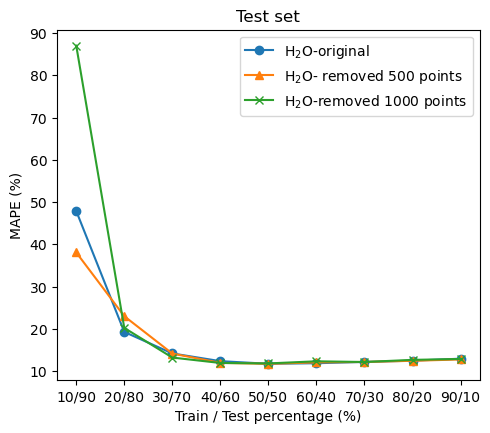 Test set
H₂O-original
H₂O- removed 500 points
H₂O-removed 1000 points
MAPE (%)
90
80
70
60
50
40
30
20
10
10/90 20/80 30/70 40/60 50/50 60/40 70/30 80/20 90/10
Train / Test percentage (%)